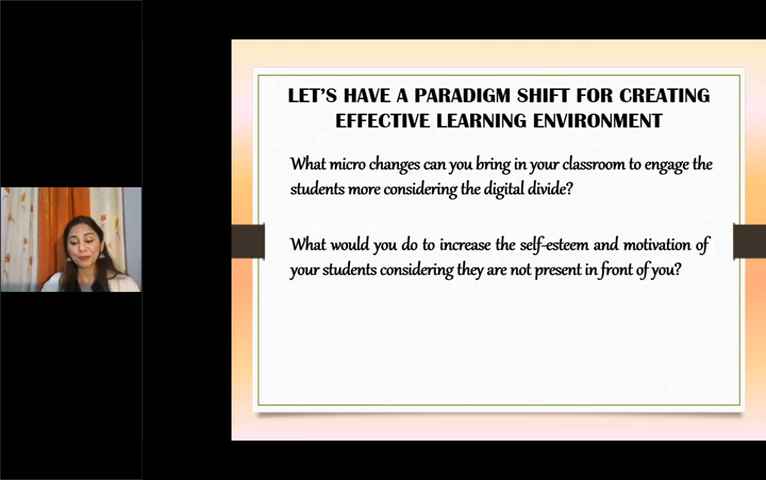 LET'S HAVE A PARADIGM SHIFT FOR CREATING
EFFECTIVE LEARNING ENVIRONMENT
What micro changes can you bring in your classroom to engage the
students more considering the digital divide?
What would you do to increase the self-esteem and motivation of
your students considering they are not present in front of you?